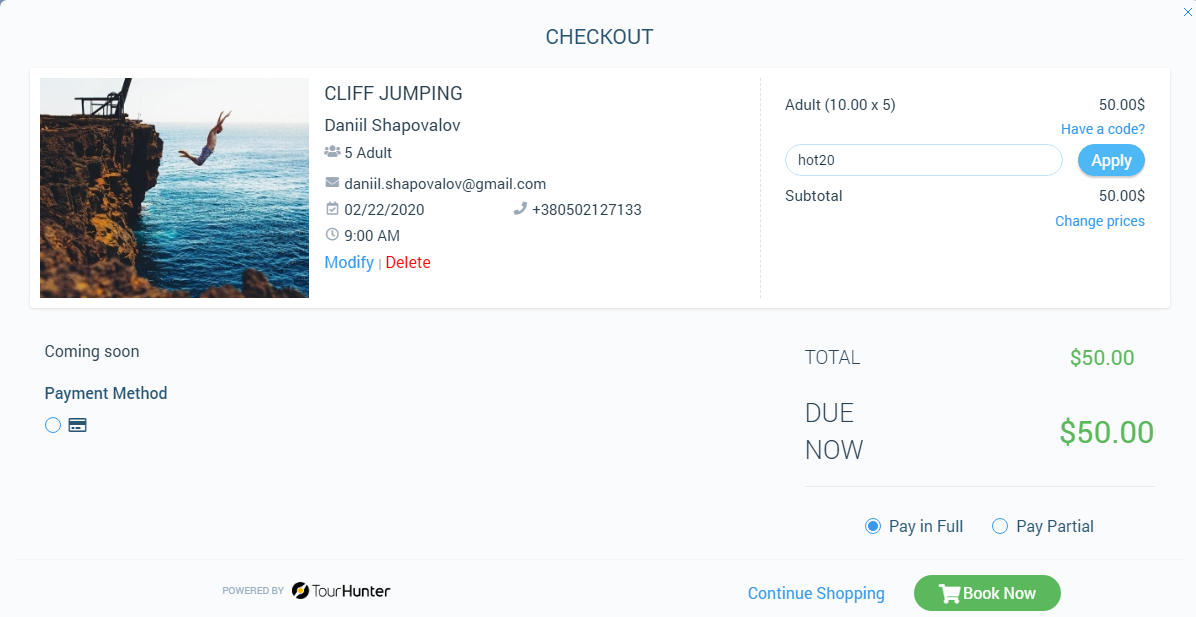 CHECKOUT
CLIFF JUMPING
Daniil Shapovalov
5 Adult
daniil.shapovalov@gmail.com
02/22/2020
+380502127133
9:00 AM
Modify | Delete
Adult (10.00 x 5) 50.00$
Have a code?
hot20 Apply
Subtotal 50.00$
Change prices
Coming soon
Payment Method
TOTAL $50.00
DUE
NOW
$50.00
Pay in Full Pay Partial
POWERED BY TourHunter
Continue Shopping Book Now